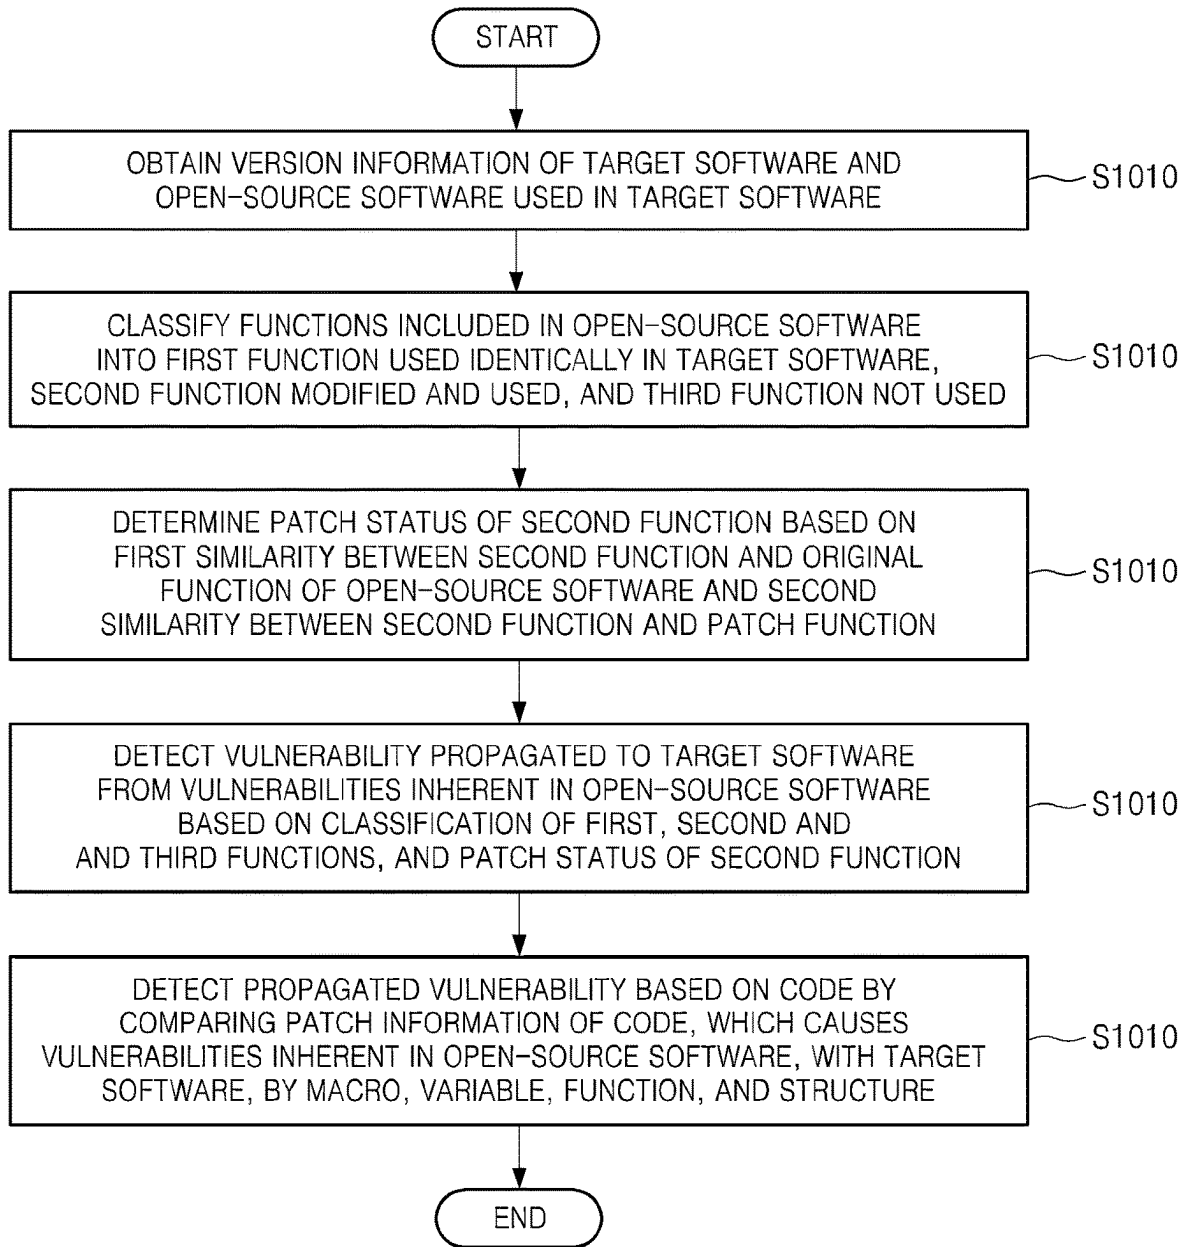 START
OBTAIN VERSION INFORMATION OF TARGET SOFTWARE AND
OPEN-SOURCE SOFTWARE USED IN TARGET SOFTWARE
S1010
CLASSIFY FUNCTIONS INCLUDED IN OPEN-SOURCE SOFTWARE
INTO FIRST FUNCTION USED IDENTICALLY IN TARGET SOFTWARE,
SECOND FUNCTION MODIFIED AND USED, AND THIRD FUNCTION NOT USED
S1010
DETERMINE PATCH STATUS OF SECOND FUNCTION BASED ON
FIRST SIMILARITY BETWEEN SECOND FUNCTION AND ORIGINAL
FUNCTION OF OPEN-SOURCE SOFTWARE AND SECOND
SIMILARITY BETWEEN SECOND FUNCTION AND PATCH FUNCTION
S1010
DETECT VULNERABILITY PROPAGATED TO TARGET SOFTWARE
FROM VULNERABILITIES INHERENT IN OPEN-SOURCE SOFTWARE
BASED ON CLASSIFICATION OF FIRST, SECOND AND
AND THIRD FUNCTIONS, AND PATCH STATUS OF SECOND FUNCTION
S1010
DETECT PROPAGATED VULNERABILITY BASED ON CODE BY
COMPARING PATCH INFORMATION OF CODE, WHICH CAUSES
VULNERABILITIES INHERENT IN OPEN-SOURCE SOFTWARE, WITH TARGET
SOFTWARE, BY MACRO, VARIABLE, FUNCTION, AND STRUCTURE
S1010
END